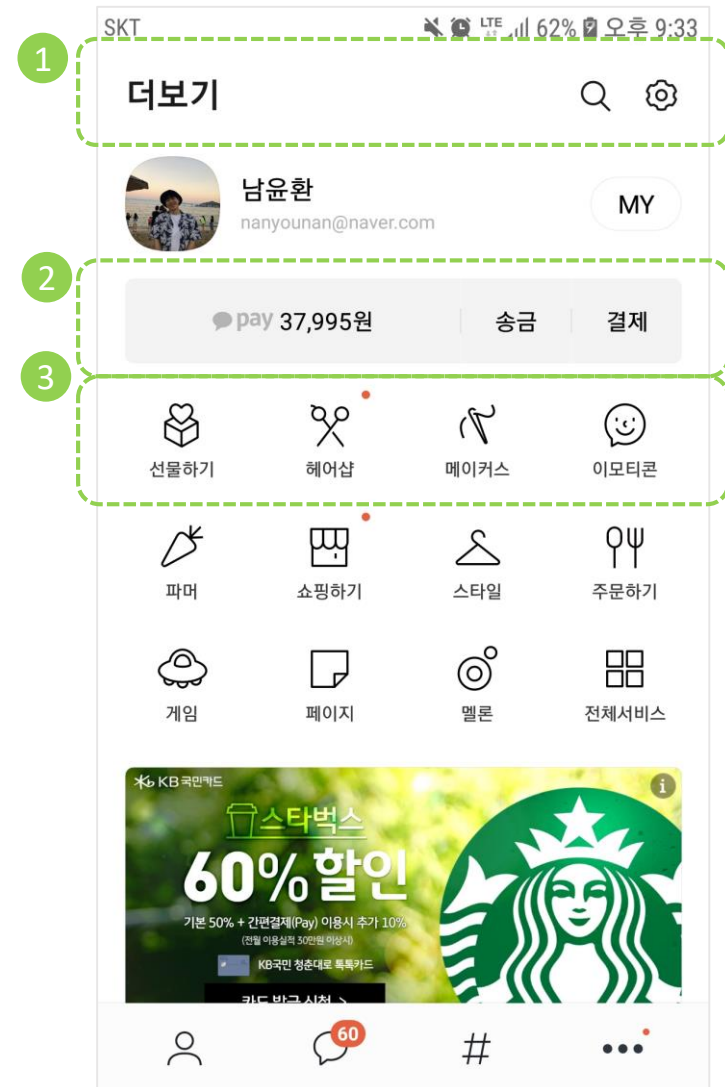 SKT LTE 62% 오후 9:33
1
더보기
남윤환
nanyounan@naver.com
MY
2
pay 37,995원 송금 결제
3
선물하기 헤어샵 메이커스 이모티콘
파머 쇼핑하기 스타일 주문하기
게임 페이지 멜론 전체서비스
KB국민카드
스타벅스
60% 할인
기본 50% + 간편결제(Pay) 이용시 추가 10%
(전월 이용실적 30만원 이상시)
KB국민 청춘대로 톡톡카드
카드 발급 신청 >
60